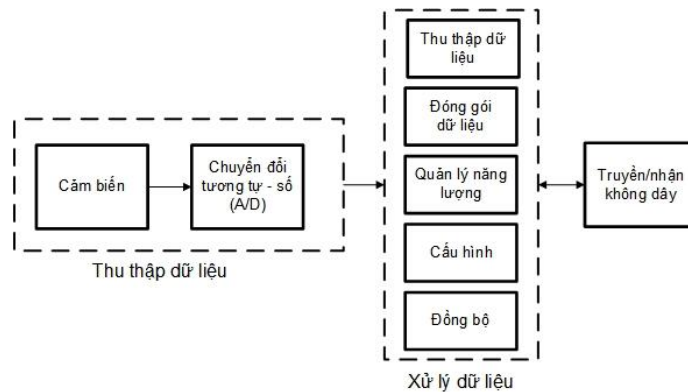 Cảm biến
Chuyển đổi
tương tự - số
(A/D)
Thu thập dữ liệu
Thu thập dữ
liệu
Đóng gói
dữ liệu
Quản lý năng
lượng
Cấu hình
Đồng bộ
Xử lý dữ liệu
Truyền/nhận
không dây